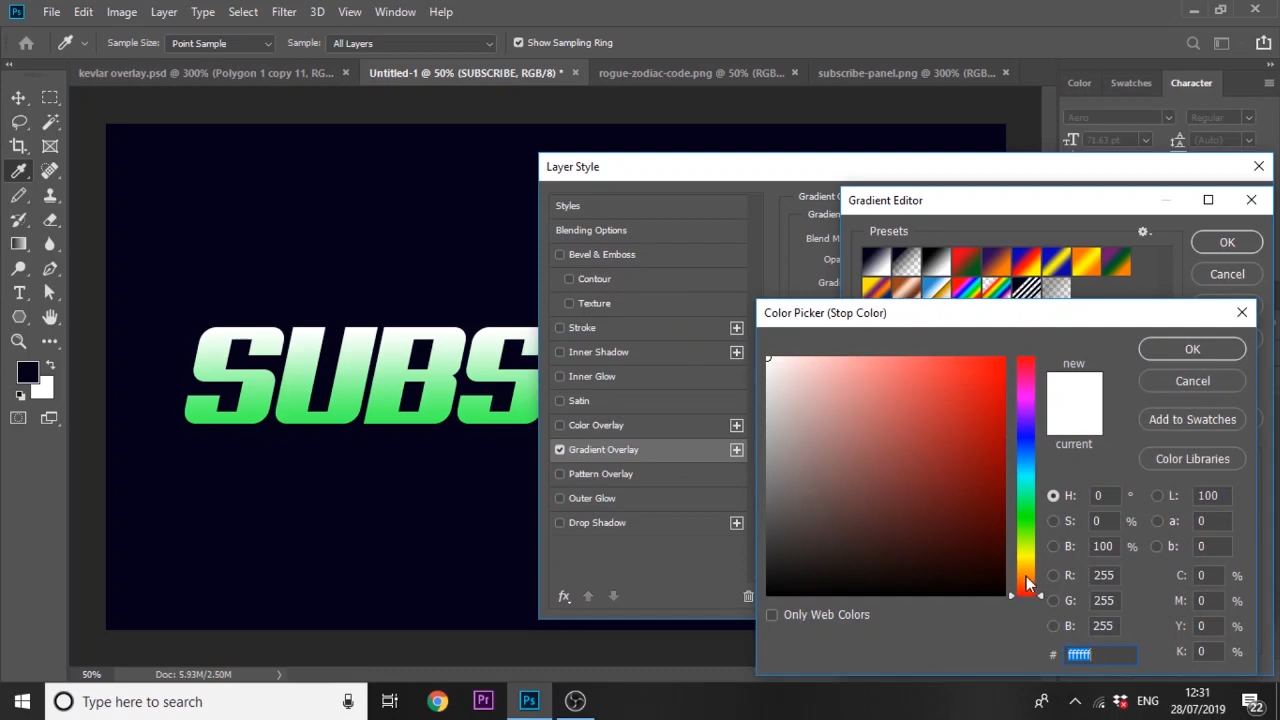 Ps File Edit Image Layer Type Select Filter 3D View Window Help
Sample Size: Point Sample Sample: All Layers Show Sampling Ring
kevlar overlay.psd @ 300% (Polygon 1 copy 11, RG... × Untitled-1 @ 50% (SUBSCRIBE, RGB/8) * × rogue-zodiac-code.png @ 50% (RGB... × subscribe-panel.png @ 300% (RGB... ×
Color Swatches Character
Aero Regular
71.63 pt (Auto)
SUBS
Layer Style
Styles
Blending Options
Bevel & Emboss
Contour
Texture
Stroke
Inner Shadow
Inner Glow
Satin
Color Overlay
Gradient Overlay
Pattern Overlay
Outer Glow
Drop Shadow
fx
Gradient O
Gradien
Blend M
Opa
Gradi
Gradient Editor
Presets
OK
Cancel
Color Picker (Stop Color)
new
current
OK
Cancel
Add to Swatches
Color Libraries
H: 0 ° L: 100
S: 0 % a: 0
B: 100 % b: 0
R: 255 C: 0 %
G: 255 M: 0 %
B: 255 Y: 0 %
# ffffff K: 0 %
Only Web Colors
50% Doc: 5.93M/2.50M
Type here to search
Pr Ps
ENG 12:31
28/07/2019 22